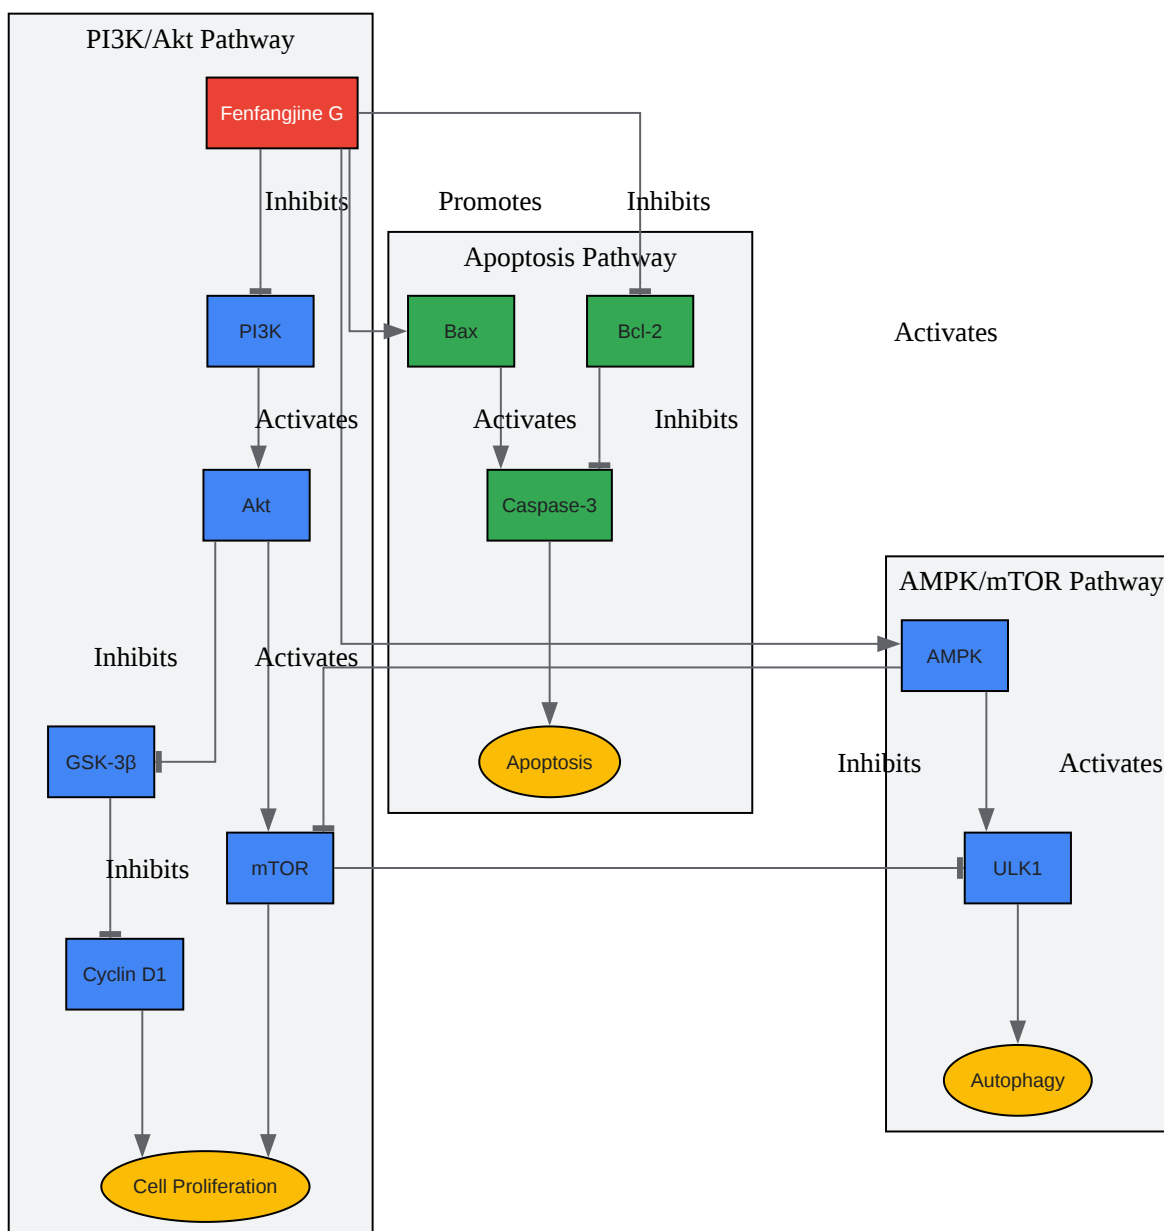 PI3K/Akt Pathway
Fenfangjine G
Inhibits
Promotes
Inhibits
Apoptosis Pathway
PI3K
Bax
Bcl-2
Activates
Activates
Activates
Inhibits
Akt
Caspase-3
AMPK/mTOR Pathway
Inhibits
Activates
AMPK
GSK-3β
Apoptosis
Inhibits
Activates
Inhibits
mTOR
ULK1
Cyclin D1
Autophagy
Cell Proliferation